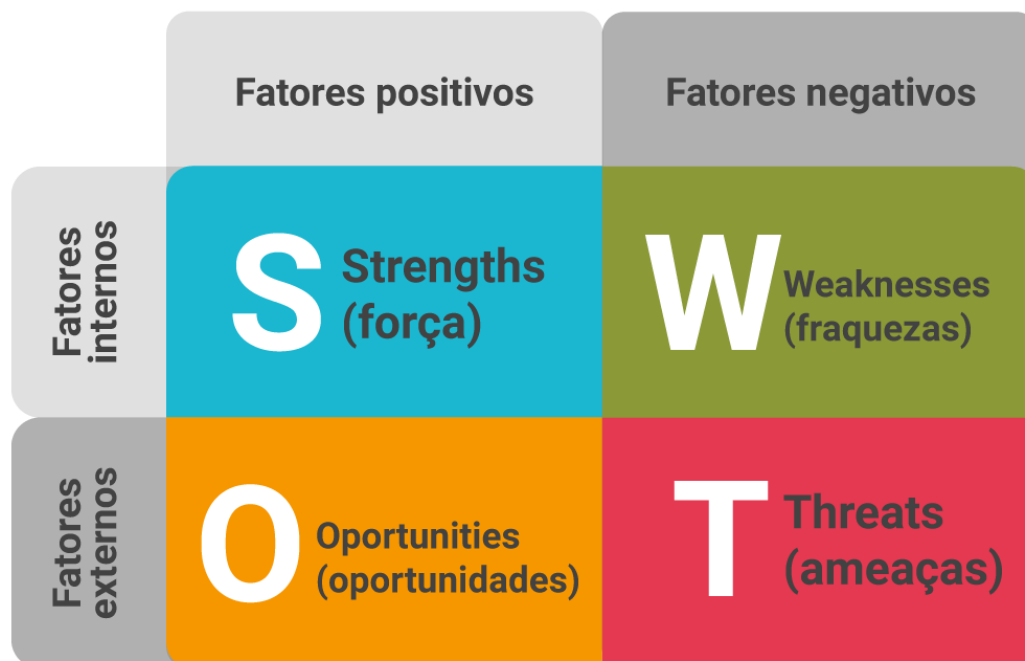 Fatores positivos
Fatores negativos
Fatores
internos
S
Strengths
(força)
W
Weaknesses
(fraquezas)
Fatores
externos
O
Oportunities
(oportunidades)
T
Threats
(ameaças)